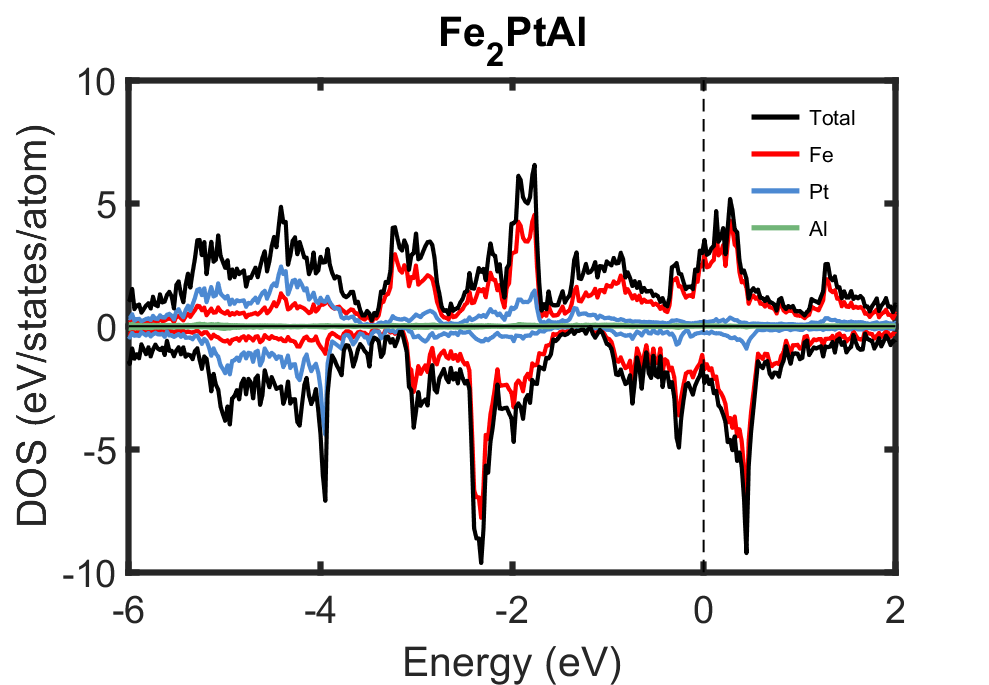 Fe₂PtAl
10
5
0
-5
-10
DOS (eV/states/atom)
Total
Fe
Pt
Al
-6 -4 -2 0 2
Energy (eV)